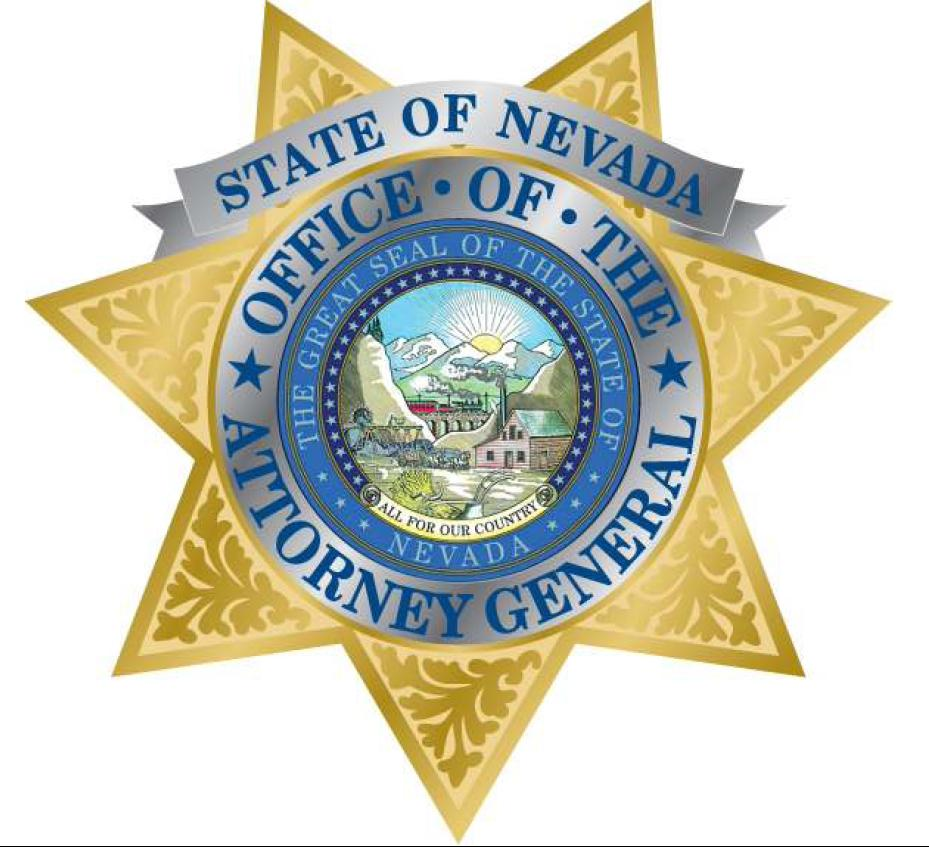 STATE OF NEVADA
OFFICE • OF • THE
ATTORNEY GENERAL
THE GREAT SEAL OF THE STATE OF
NEVADA
ALL FOR OUR COUNTRY